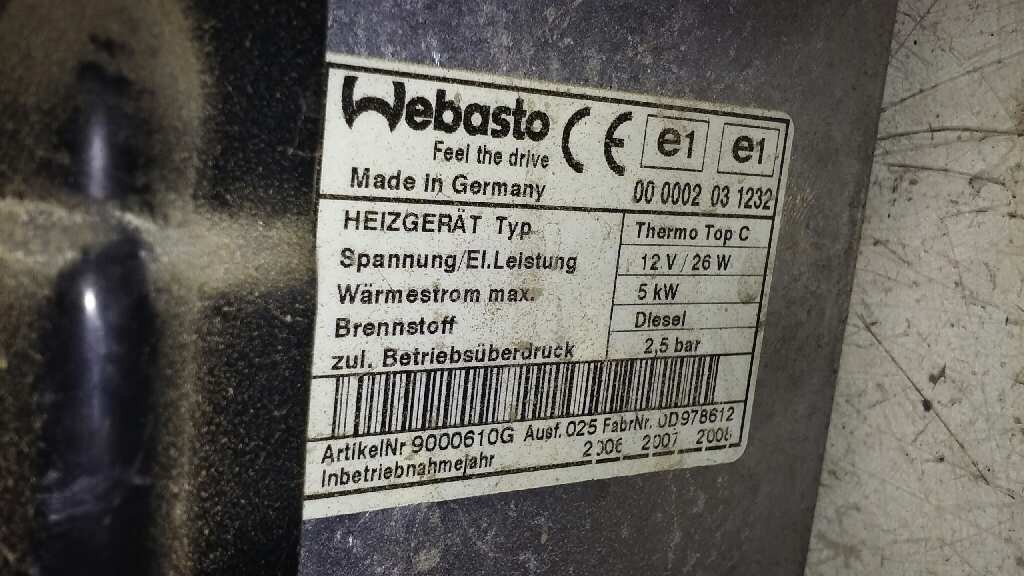 Webasto
Feel the drive
CE e1 e1
Made in Germany 00 0002 03 1232
HEIZGERÄT Typ Thermo Top C
Spannung/El.Leistung 12 V / 26 W
Wärmestrom max. 5 kW
Brennstoff Diesel
zul. Betriebsüberdruck 2,5 bar
ArtikelNr 9000610G Ausf. 025 FabrNr. 0D978612
Inbetriebnahmejahr 2006 2007 2008